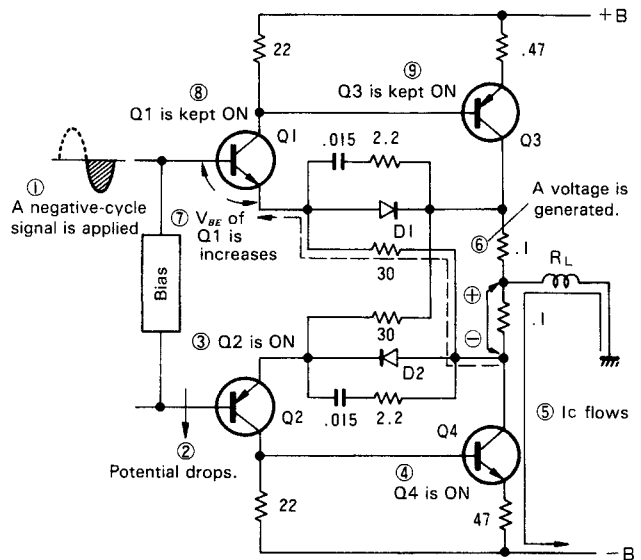 +B
22
.47
⑧
Q1 is kept ON
⑨
Q3 is kept ON
Q1
Q3
.015
2.2
①
A negative-cycle
signal is applied
⑦ VBE of
Q1 is
increases
D1
A voltage is
generated.
⑥
.1
30
RL
Bias
⊕
⊖
.1
30
③ Q2 is ON
D2
⑤ Ic flows
Q2
.015
2.2
Q4
②
Potential drops.
④
Q4 is ON
22
47
−B